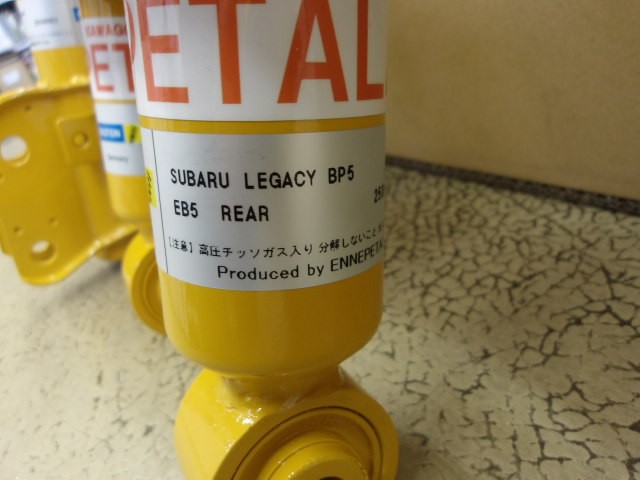 ETAL
SUBARU LEGACY BP5
EB5 REAR
【注意】高圧チッソガス入り 分解しないこと
Produced by ENNEPETAL
ET